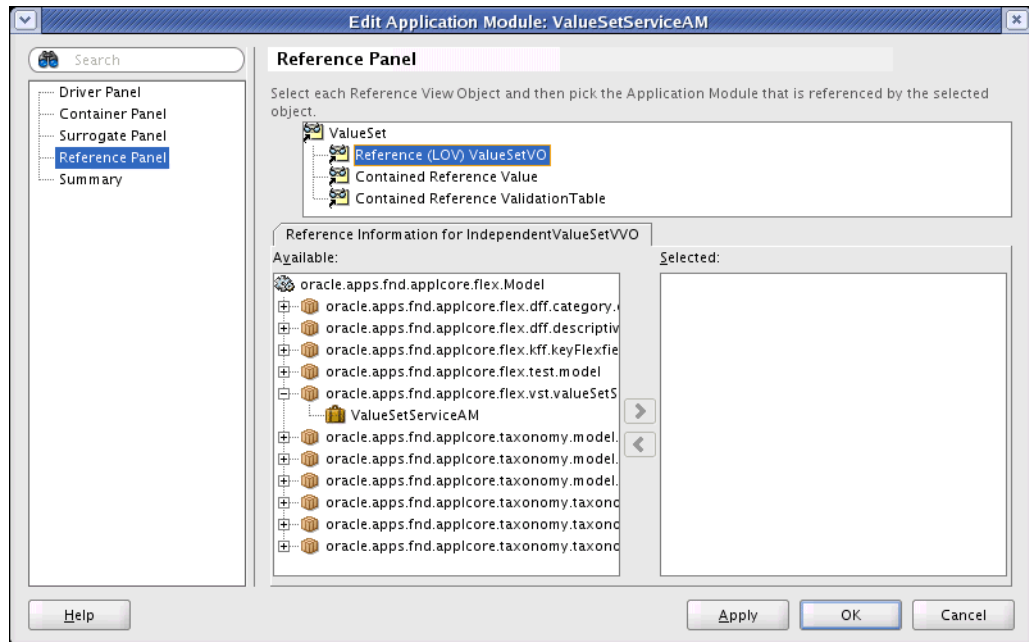 Edit Application Module: ValueSetServiceAM
Search
Driver Panel
Container Panel
Surrogate Panel
Reference Panel
Summary
Reference Panel
Select each Reference View Object and then pick the Application Module that is referenced by the selected
object.
ValueSet
Reference (LOV) ValueSetVO
Contained Reference Value
Contained Reference ValidationTable
Reference Information for IndependentValueSetVVO
Available:
oracle.apps.fnd.applcore.flex.Model
oracle.apps.fnd.applcore.flex.dff.category.
oracle.apps.fnd.applcore.flex.dff.descriptiv
oracle.apps.fnd.applcore.flex.kff.keyFlexfie
oracle.apps.fnd.applcore.flex.test.model
oracle.apps.fnd.applcore.flex.vst.valueSetS
ValueSetServiceAM
oracle.apps.fnd.applcore.taxonomy.model.
oracle.apps.fnd.applcore.taxonomy.model.
oracle.apps.fnd.applcore.taxonomy.model.
oracle.apps.fnd.applcore.taxonomy.taxono
oracle.apps.fnd.applcore.taxonomy.taxono
oracle.apps.fnd.applcore.taxonomy.taxono
Selected:
Help
Apply
OK
Cancel